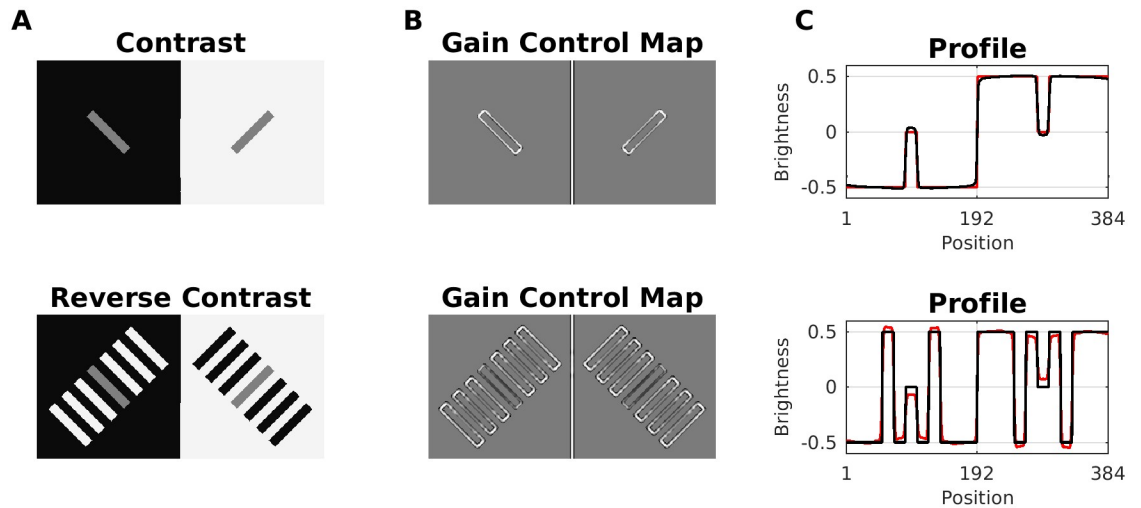 A
B
C
Contrast
Gain Control Map
Profile
Brightness
0.5
0
-0.5
1
192
384
Position
Reverse Contrast
Gain Control Map
Profile
Brightness
0.5
0
-0.5
1
192
384
Position